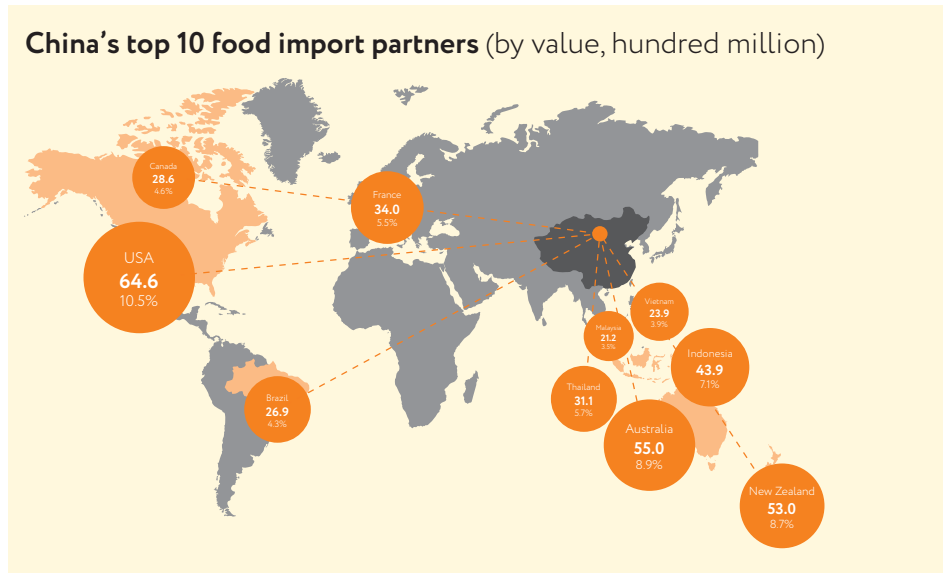 China's top 10 food import partners (by value, hundred million)
Canada
28.6
4.6%
France
34.0
5.5%
USA
64.6
10.5%
Vietnam
23.9
3.9%
Malaysia
21.2
3.5%
Indonesia
43.9
7.1%
Brazil
26.9
4.3%
Thailand
31.1
5.7%
Australia
55.0
8.9%
New Zealand
53.0
8.7%